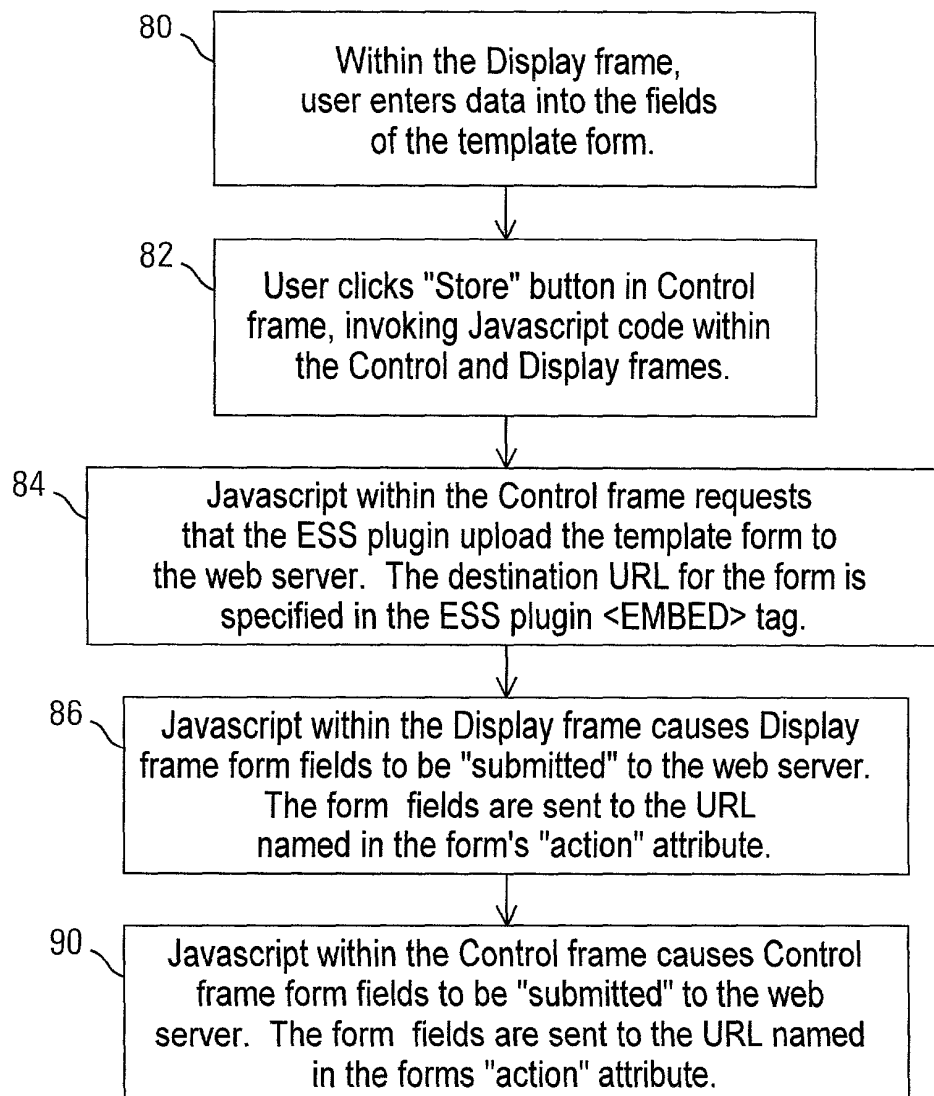 80
Within the Display frame,
user enters data into the fields
of the template form.
82
User clicks "Store" button in Control
frame, invoking Javascript code within
the Control and Display frames.
84
Javascript within the Control frame requests
that the ESS plugin upload the template form to
the web server. The destination URL for the form is
specified in the ESS plugin <EMBED> tag.
86
Javascript within the Display frame causes Display
frame form fields to be "submitted" to the web server.
The form fields are sent to the URL
named in the form's "action" attribute.
90
Javascript within the Control frame causes Control
frame form fields to be "submitted" to the web
server. The form fields are sent to the URL named
in the forms "action" attribute.